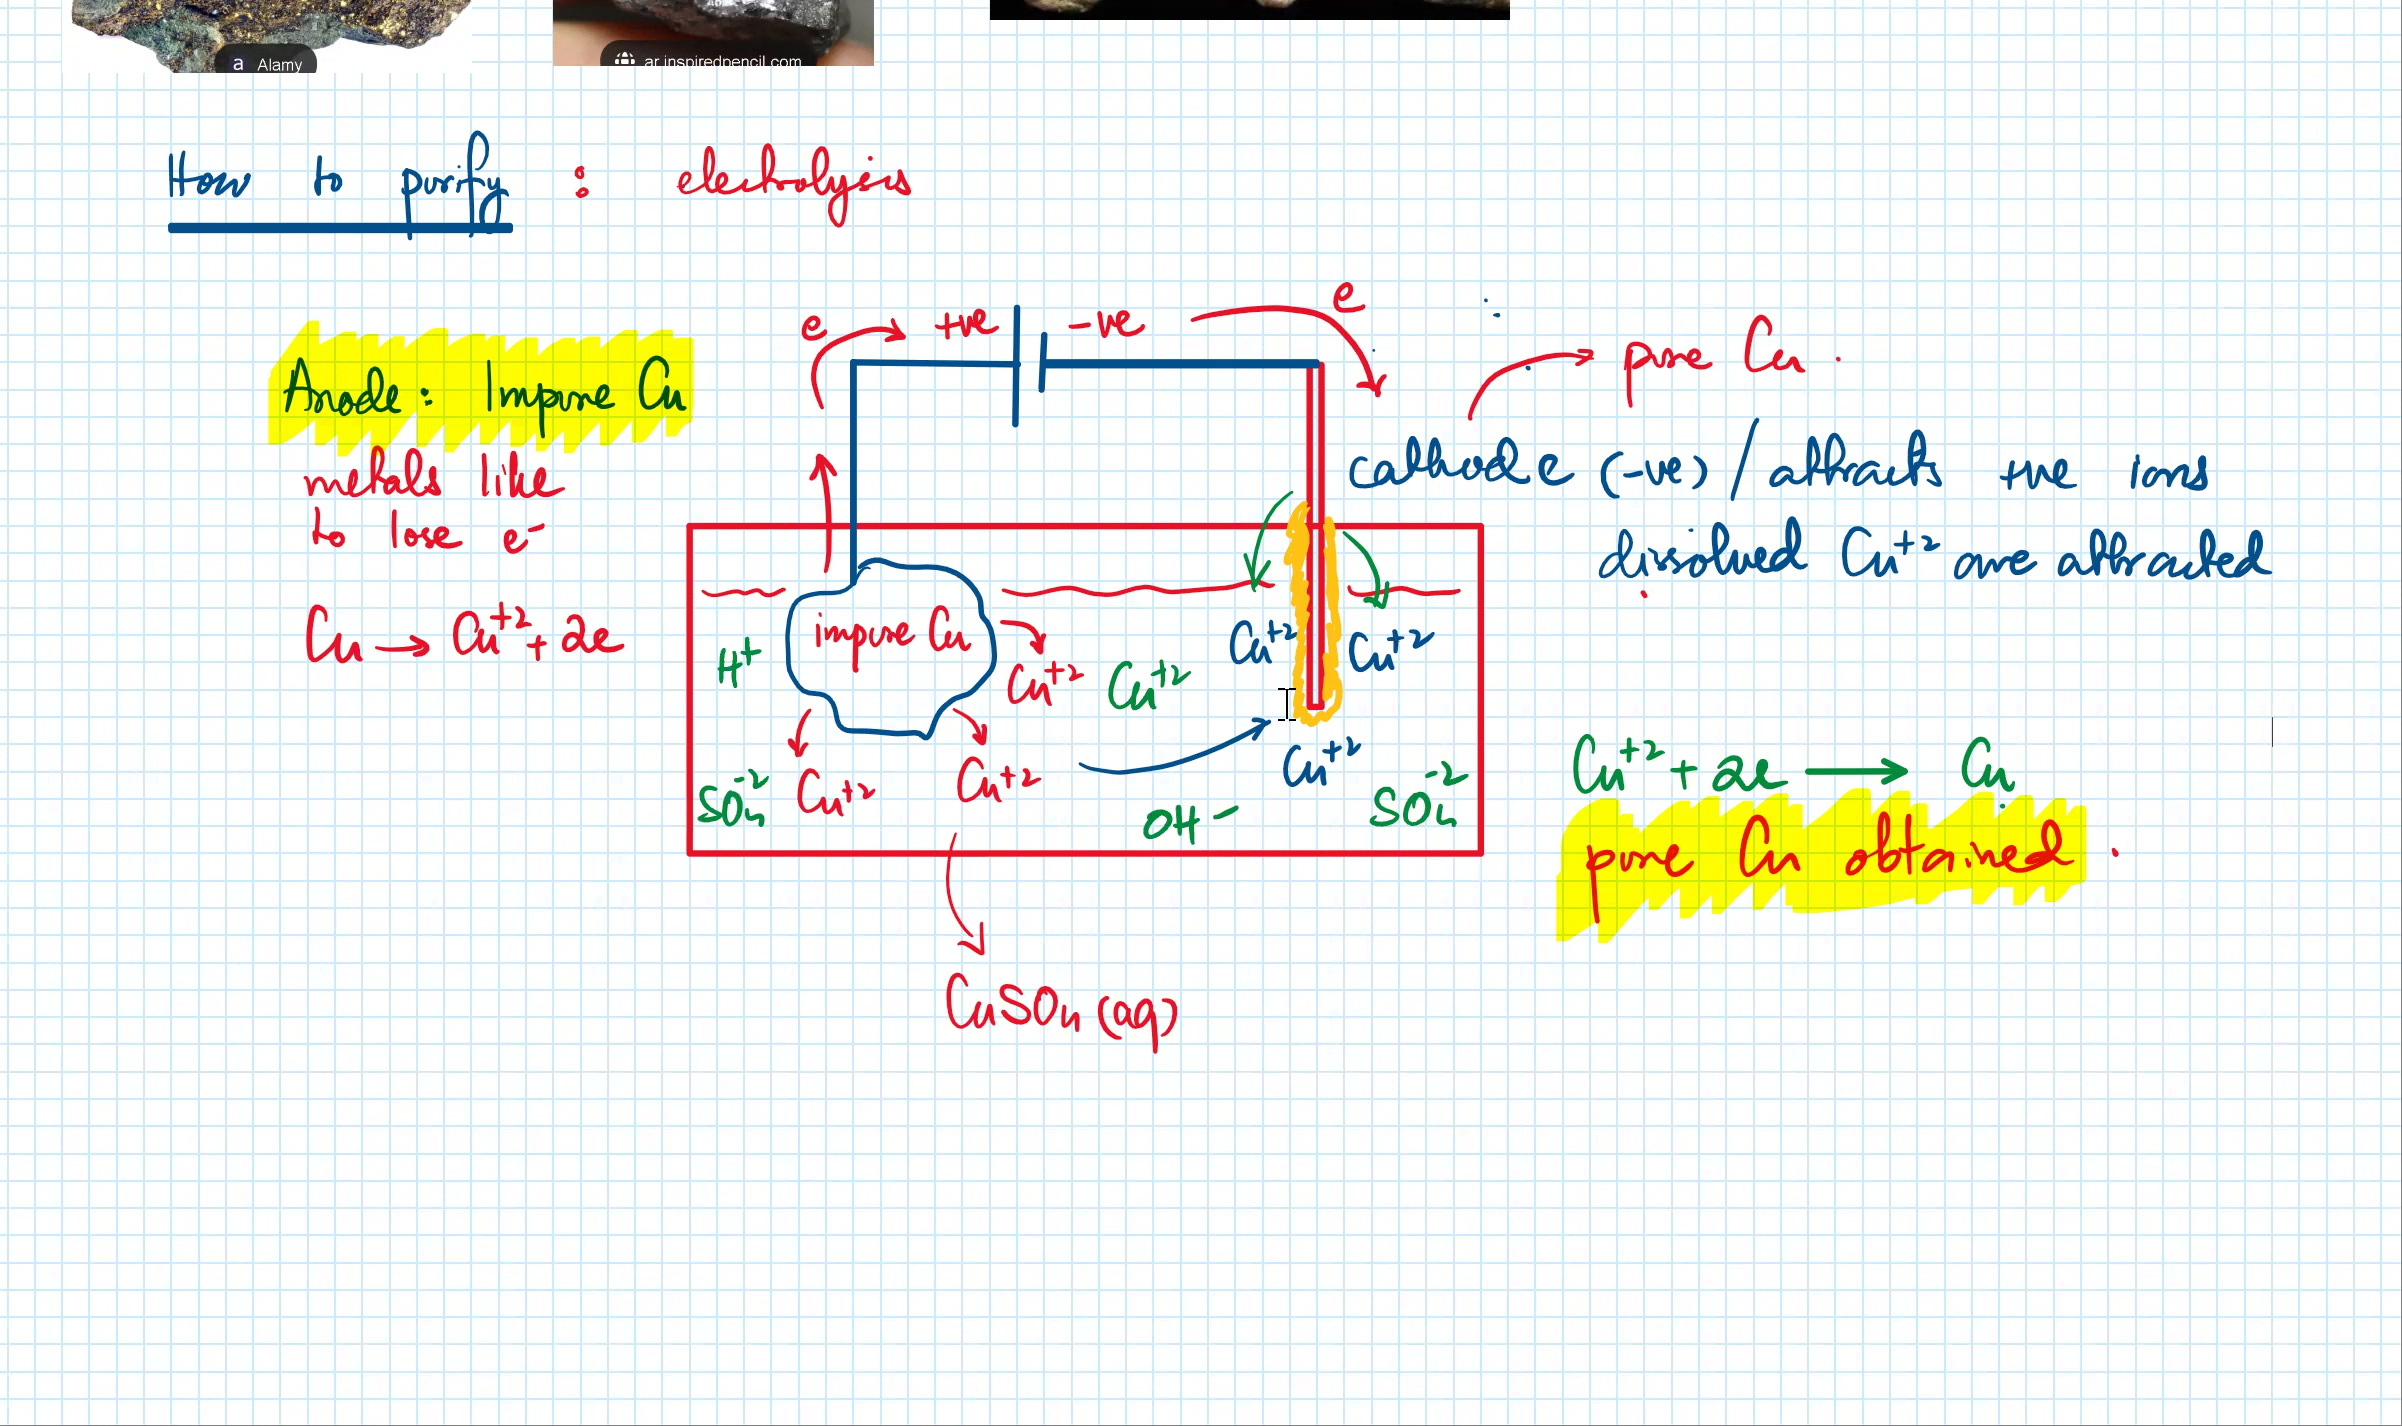 a Alamy
ar.inspiredpencil.com
How to purify : electrolysis
e +ve -ve e
pure Cu.
Anode: Impure Cu
metals like
to lose e-
Cu → Cu+2 + 2e
cathode (-ve) / attracts +ve ions
dissolved Cu+2 are attracted
impure Cu
H+ Cu+2 Cu+2 Cu+2 Cu+2
SO4-2 Cu+2 Cu+2 OH- Cu+2 SO4-2
Cu+2 + 2e → Cu
pure Cu obtained.
CuSO4 (aq)